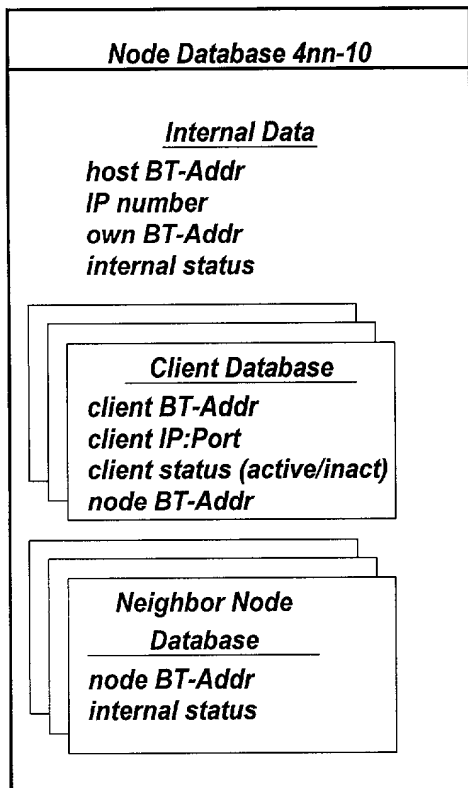 Node Database 4nn-10
Internal Data
host BT-Addr
IP number
own BT-Addr
internal status
Client Database
client BT-Addr
client IP:Port
client status (active/inact)
node BT-Addr
Neighbor Node
Database
node BT-Addr
internal status